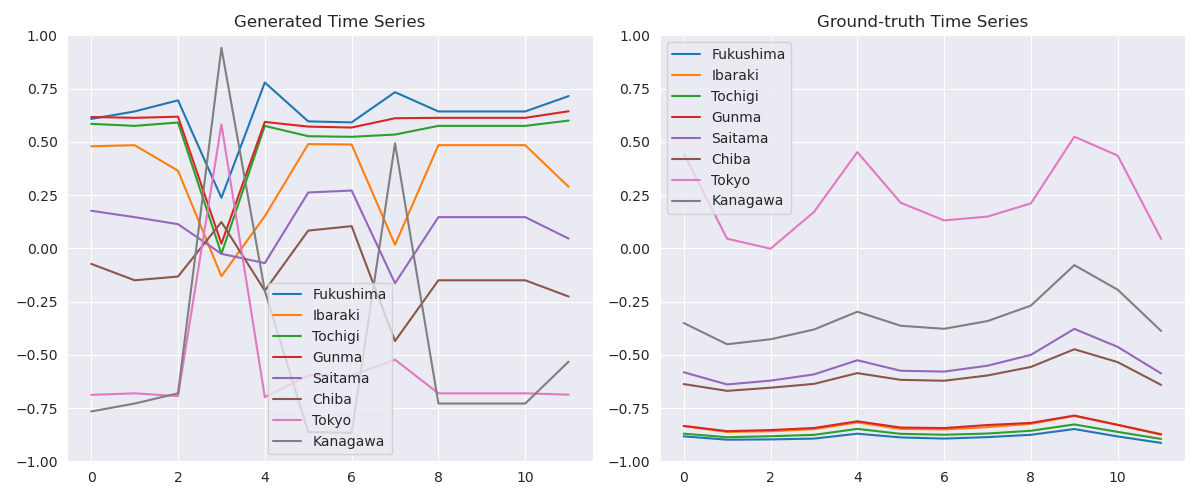 Generated Time Series
1.00
0.75
0.50
0.25
0.00
−0.25
−0.50
−0.75
−1.00
0
2
4
6
8
10
Fukushima
Ibaraki
Tochigi
Gunma
Saitama
Chiba
Tokyo
Kanagawa
Ground-truth Time Series
1.00
0.75
0.50
0.25
0.00
−0.25
−0.50
−0.75
−1.00
0
2
4
6
8
10
Fukushima
Ibaraki
Tochigi
Gunma
Saitama
Chiba
Tokyo
Kanagawa